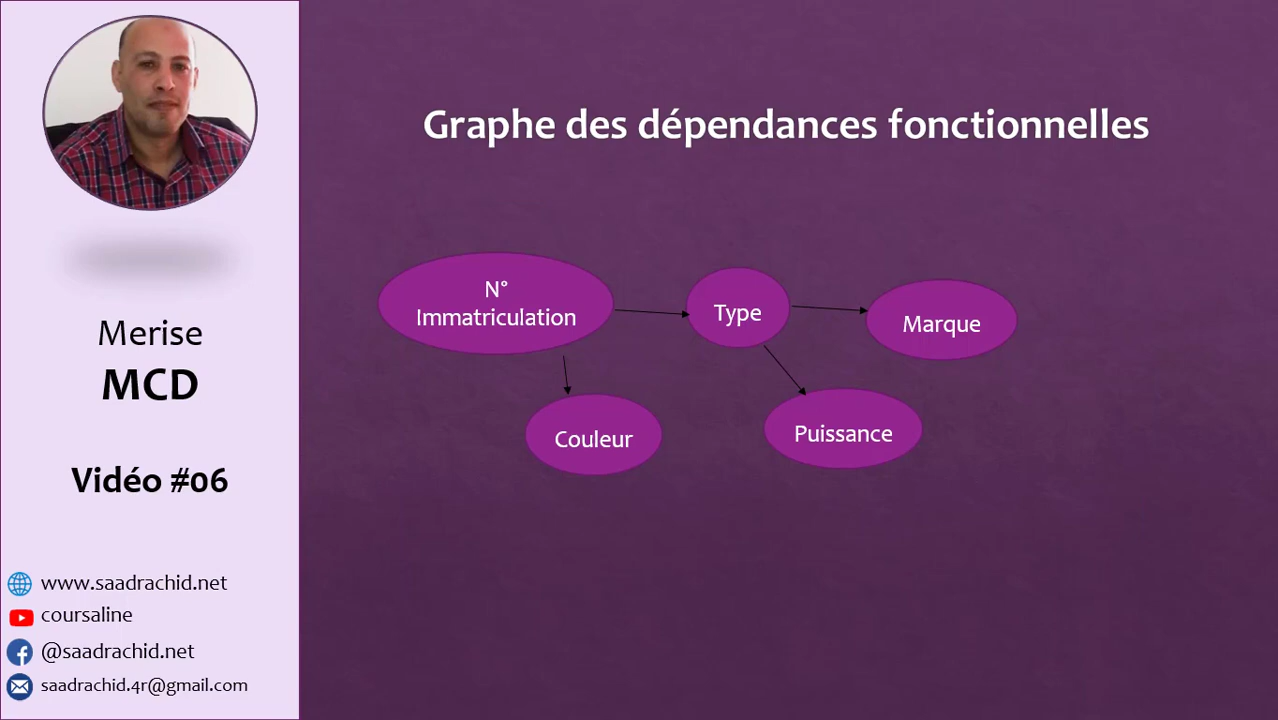 Graphe des dépendances fonctionnelles
N°
Immatriculation
Type
Marque
Couleur
Puissance
Merise
MCD
Vidéo #06
www.saadrachid.net
coursaline
@saadrachid.net
saadrachid.4r@gmail.com